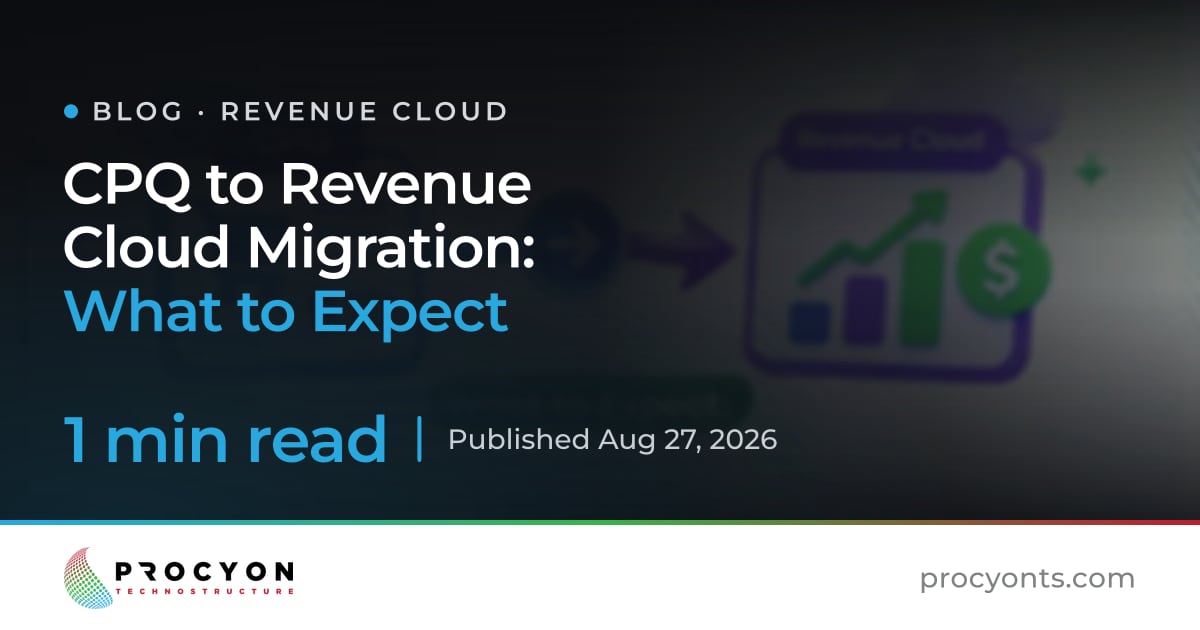 BLOG · REVENUE CLOUD
CPQ to Revenue
Cloud Migration:
What to Expect
Revenue Cloud
$
1 min read
Published Aug 27, 2026
PROCYON
TECHNOSTRUCTURE
procyonts.com